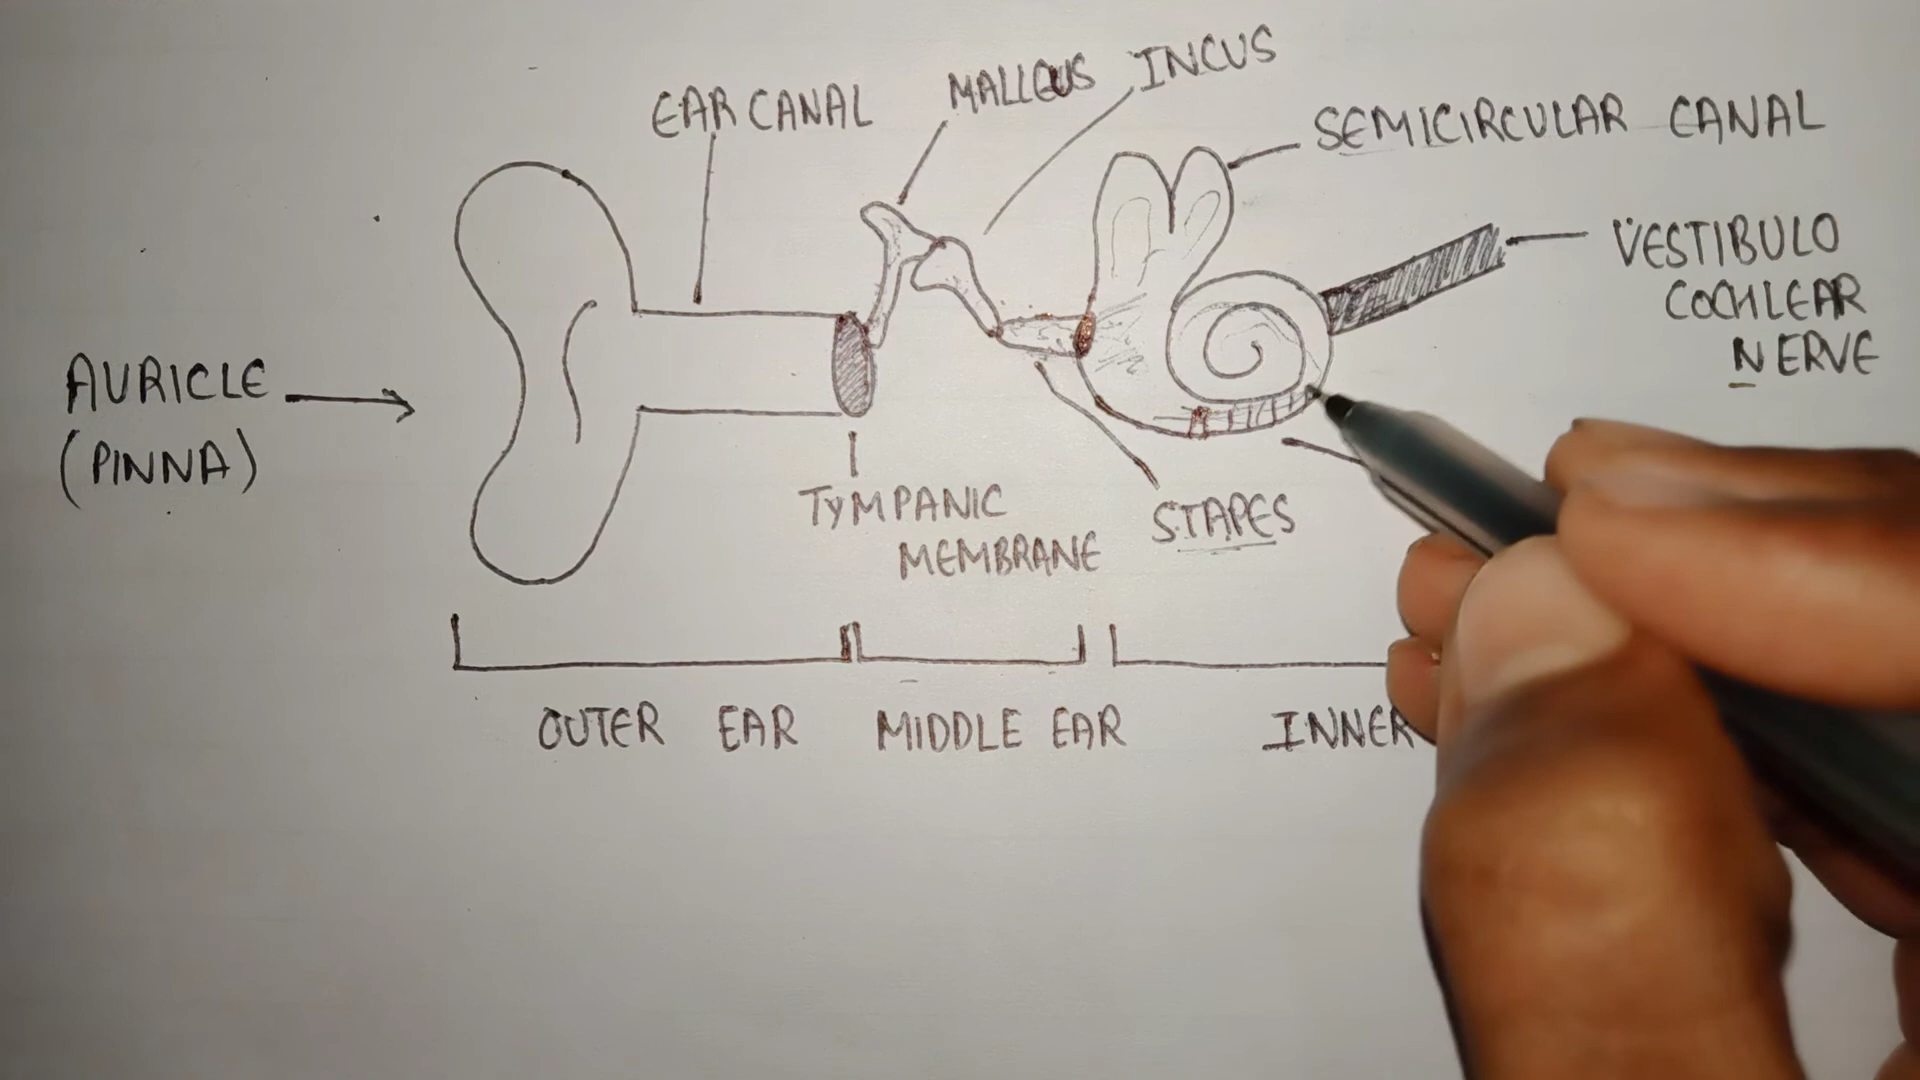 EAR CANAL
MALLEUS
INCUS
SEMICIRCULAR CANAL
VESTIBULO
COCHLEAR
NERVE
AURICLE
(PINNA)
TYMPANIC
MEMBRANE
STAPES
OUTER EAR
MIDDLE EAR
INNER